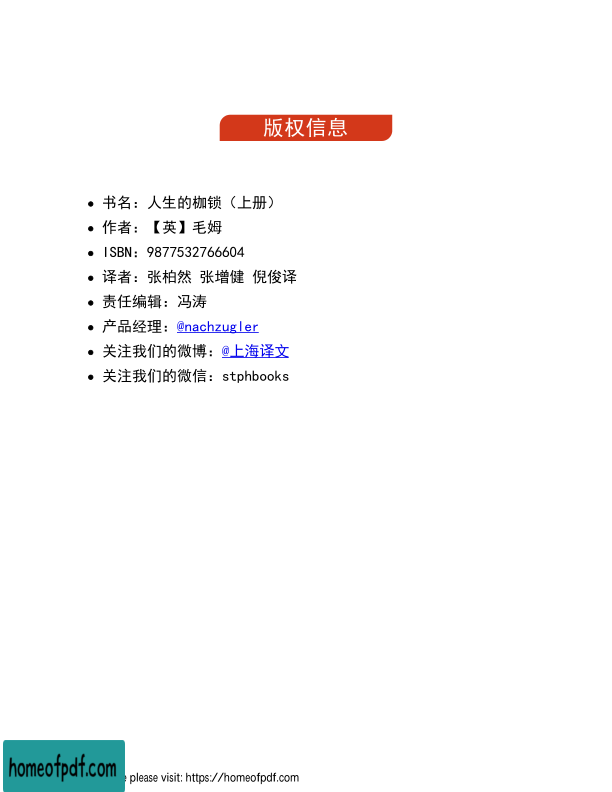 版权信息
书名：人生的枷锁（上册）
作者：【英】毛姆
ISBN：9877532766604
译者：张柏然 张增健 倪俊译
责任编辑：冯涛
产品经理：@nachzugler
关注我们的微博：@上海译文
关注我们的微信：stphbooks
homeofpdf.com
please visit: https://homeofpdf.com